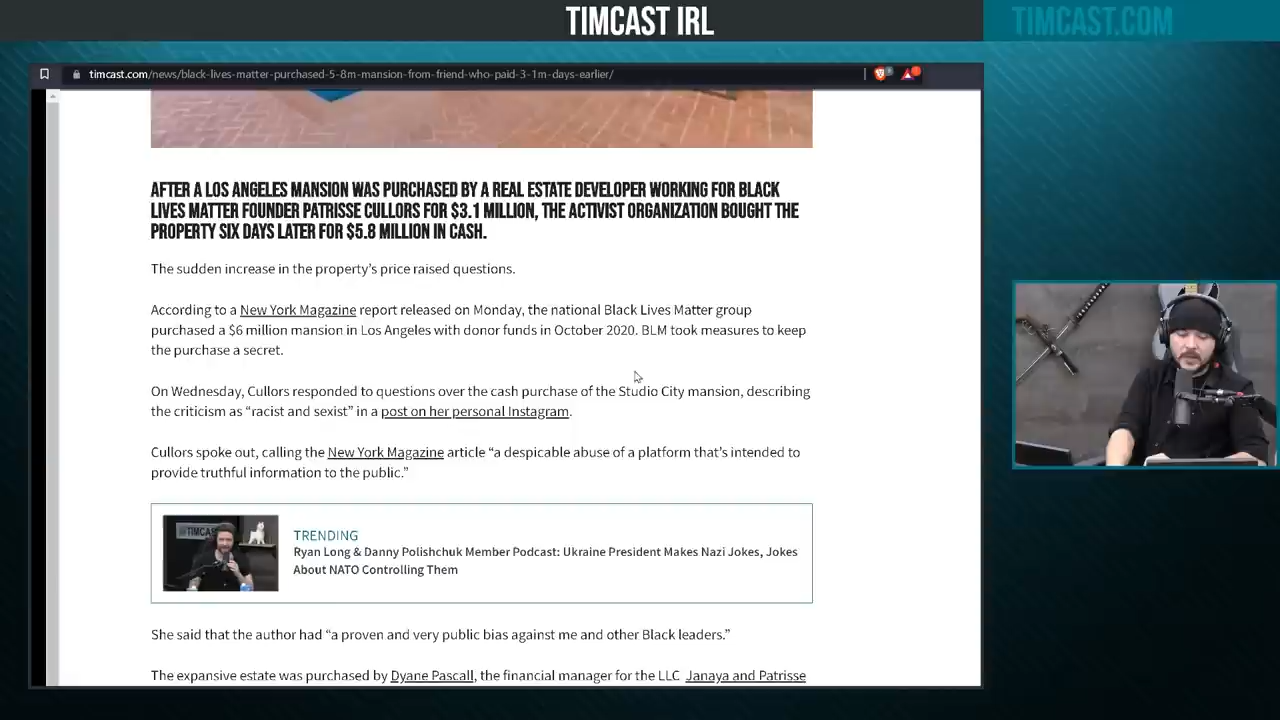 TIMCAST IRL
TIMCAST.COM
timcast.com/news/black-lives-matter-purchased-5-8m-mansion-from-friend-who-paid-3-1m-days-earlier/
AFTER A LOS ANGELES MANSION WAS PURCHASED BY A REAL ESTATE DEVELOPER WORKING FOR BLACK
LIVES MATTER FOUNDER PATRISSE CULLORS FOR $3.1 MILLION, THE ACTIVIST ORGANIZATION BOUGHT THE
PROPERTY SIX DAYS LATER FOR $5.8 MILLION IN CASH.
The sudden increase in the property's price raised questions.
According to a New York Magazine report released on Monday, the national Black Lives Matter group
purchased a $6 million mansion in Los Angeles with donor funds in October 2020. BLM took measures to keep
the purchase a secret.
On Wednesday, Cullors responded to questions over the cash purchase of the Studio City mansion, describing
the criticism as “racist and sexist” in a post on her personal Instagram.
Cullors spoke out, calling the New York Magazine article “a despicable abuse of a platform that's intended to
provide truthful information to the public.”
TRENDING
Ryan Long & Danny Polishchuk Member Podcast: Ukraine President Makes Nazi Jokes, Jokes
About NATO Controlling Them
She said that the author had “a proven and very public bias against me and other Black leaders.”
The expansive estate was purchased by Dyane Pascall, the financial manager for the LLC Janaya and Patrisse